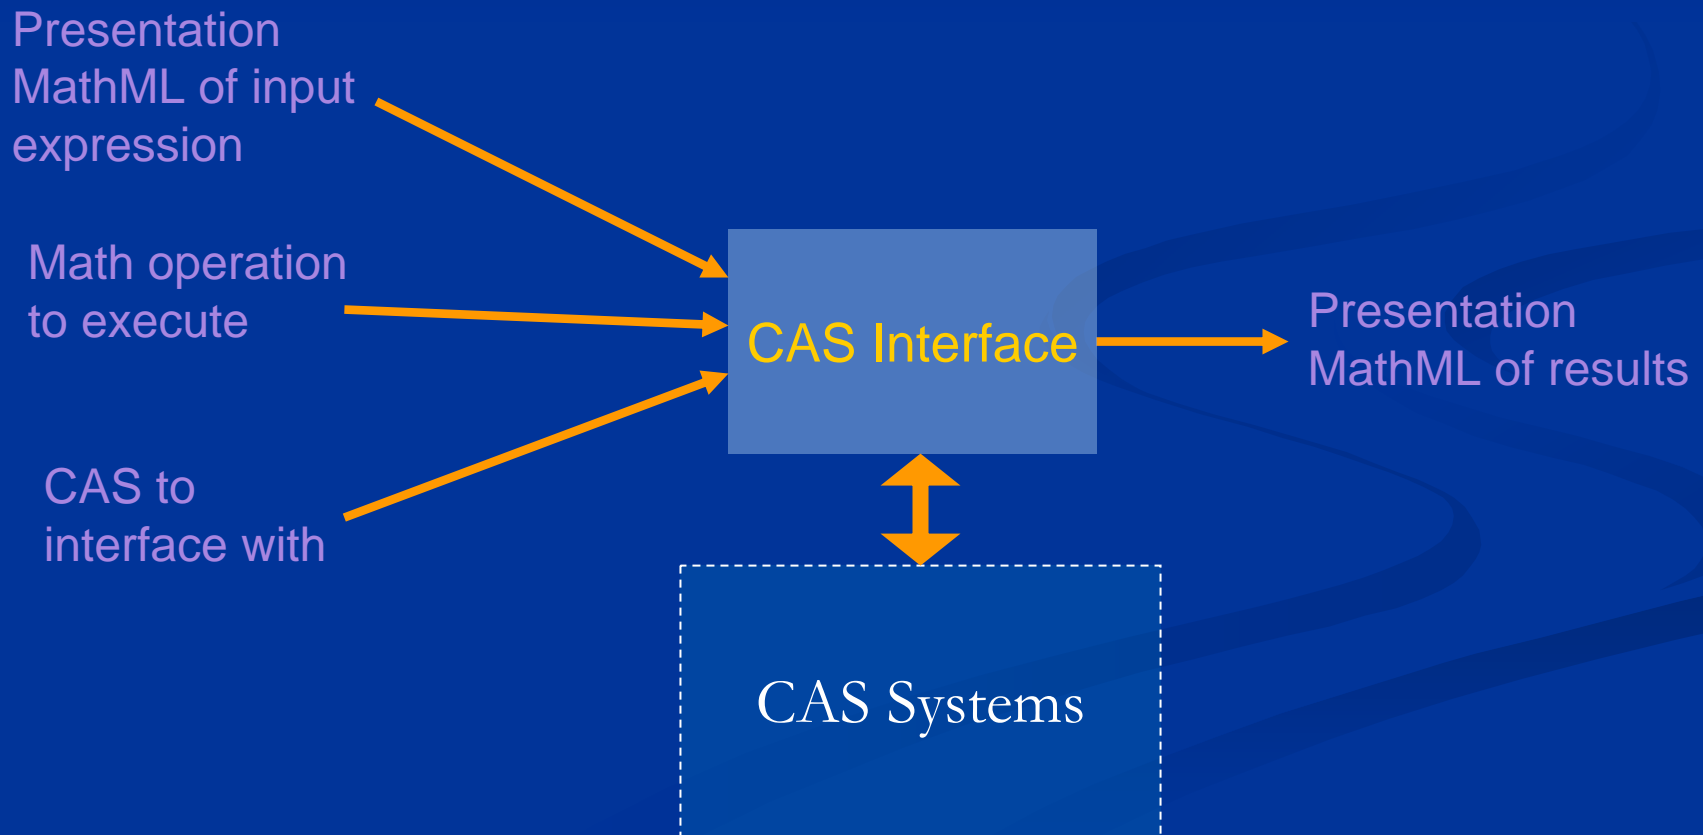 Presentation
MathML of input
expression
Math operation
to execute
CAS to
interface with
CAS Interface
Presentation
MathML of results
CAS Systems